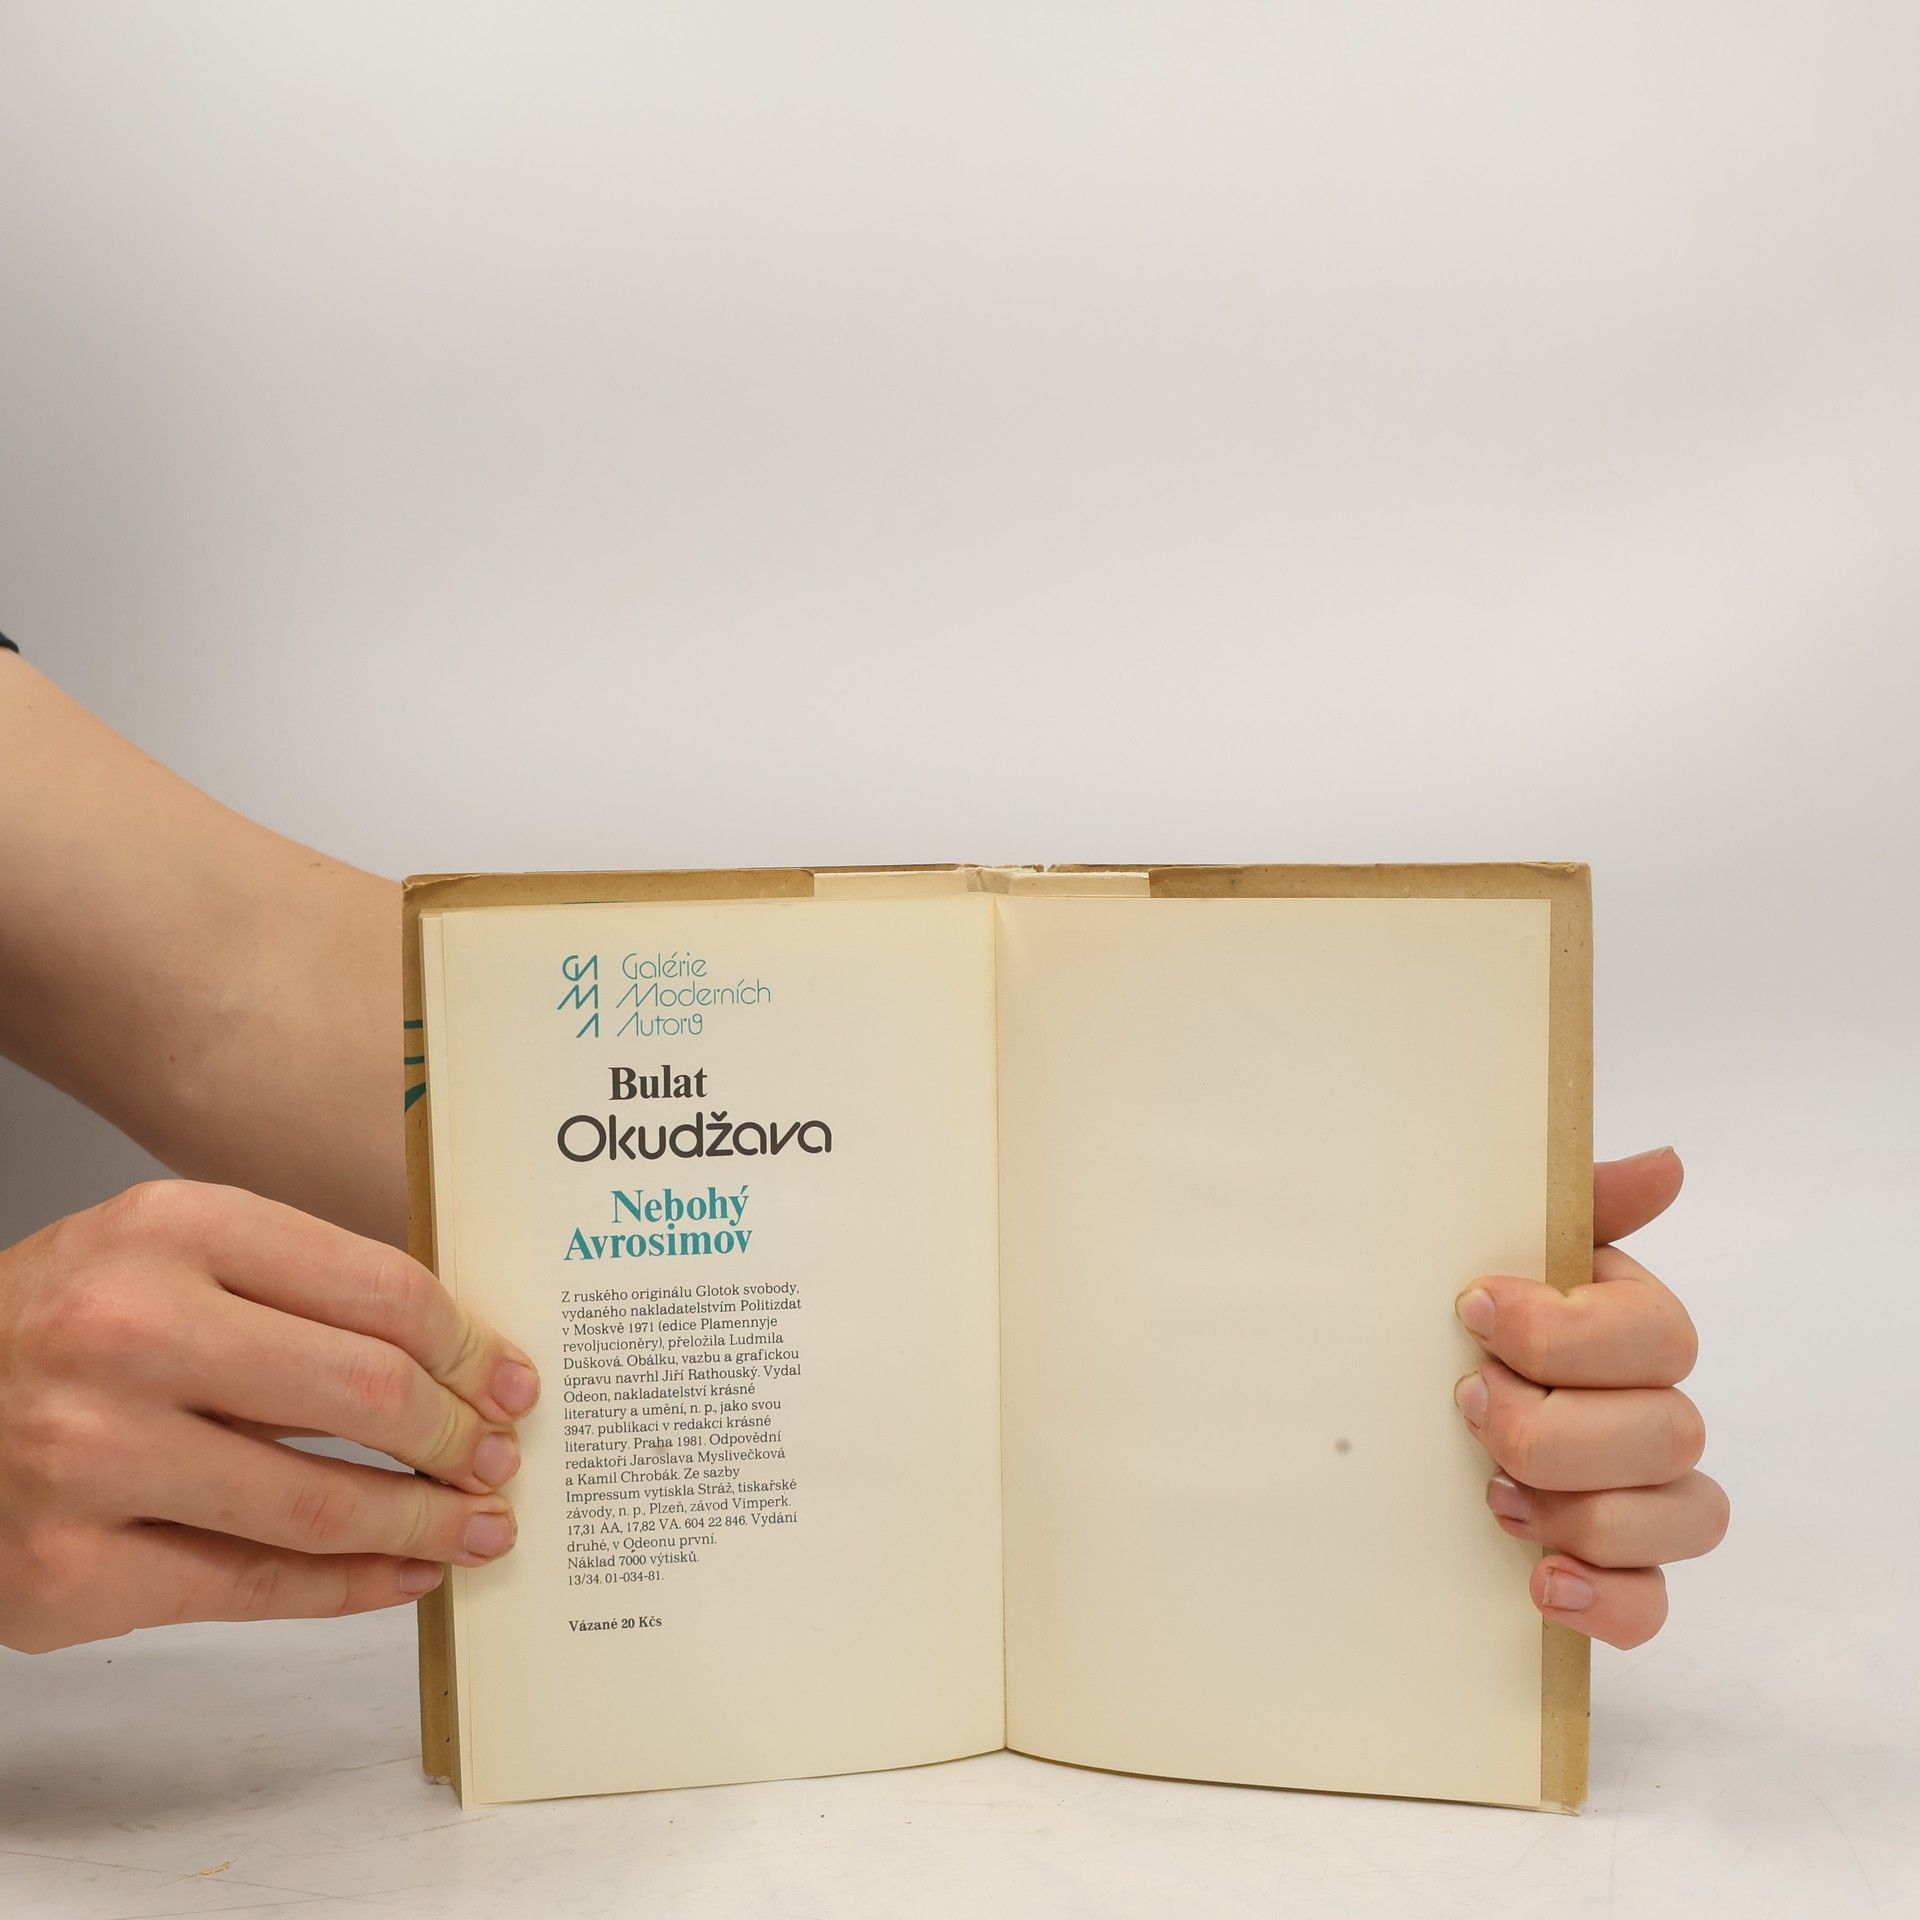 GMA Galérie
Moderních
Autorů
Bulat
Okudžava
Nebohý
Avrosimov
Z ruského originálu Glotok svobody,
vydaného nakladatelstvím Politizdat
v Moskvě 1971 (edice Plamennyje
revoljucioněry), přeložila Ludmila
Dušková. Obálku, vazbu a grafickou
úpravu navrhl Jiří Rathouský. Vydal
Odeon, nakladatelství krásné
literatury a umění, n. p., jako svou
3947. publikaci v redakci krásné
literatury. Praha 1981. Odpovědní
redaktoři Jaroslava Myslivečková
a Kamil Chrobák. Ze sazby
Impressum vytiskla Stráž, tiskařské
závody, n. p., Plzeň, závod Vimperk.
17,31 AA, 17,82 VA. 604 22 846. Vydání
druhé, v Odeonu první.
Náklad 7000 výtisků.
13/34. 01-034-81.
Vázané 20 Kčs